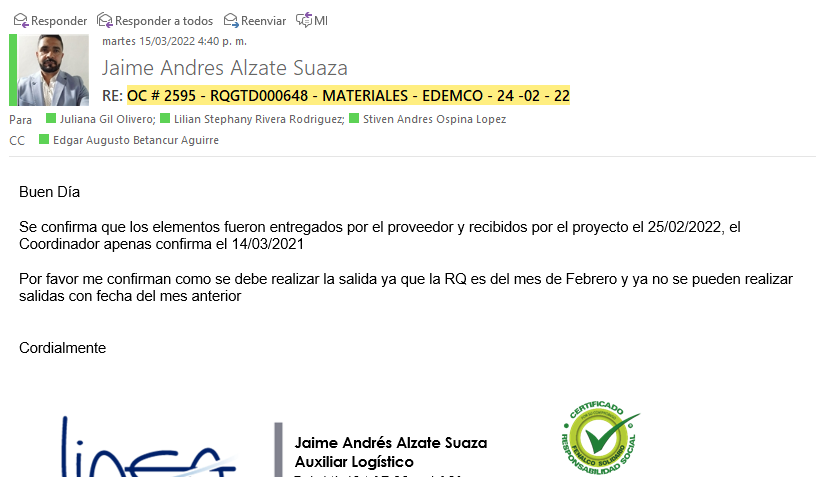 Responder Responder a todos Reenviar MI
martes 15/03/2022 4:40 p. m.
Jaime Andres Alzate Suaza
RE: OC # 2595 - RQGTD000648 - MATERIALES - EDEMCO - 24 -02 - 22
Para Juliana Gil Olivero; Lilian Stephany Rivera Rodriguez; Stiven Andres Ospina Lopez
CC Edgar Augusto Betancur Aguirre
Buen Día
Se confirma que los elementos fueron entregados por el proveedor y recibidos por el proyecto el 25/02/2022, el
Coordinador apenas confirma el 14/03/2021
Por favor me confirman como se debe realizar la salida ya que la RQ es del mes de Febrero y ya no se pueden realizar
salidas con fecha del mes anterior
Cordialmente
linea
Jaime Andrés Alzate Suaza
Auxiliar Logístico
CERTIFICADO
FENALCO SOLIDARIO
RESPONSABILIDAD SOCIAL